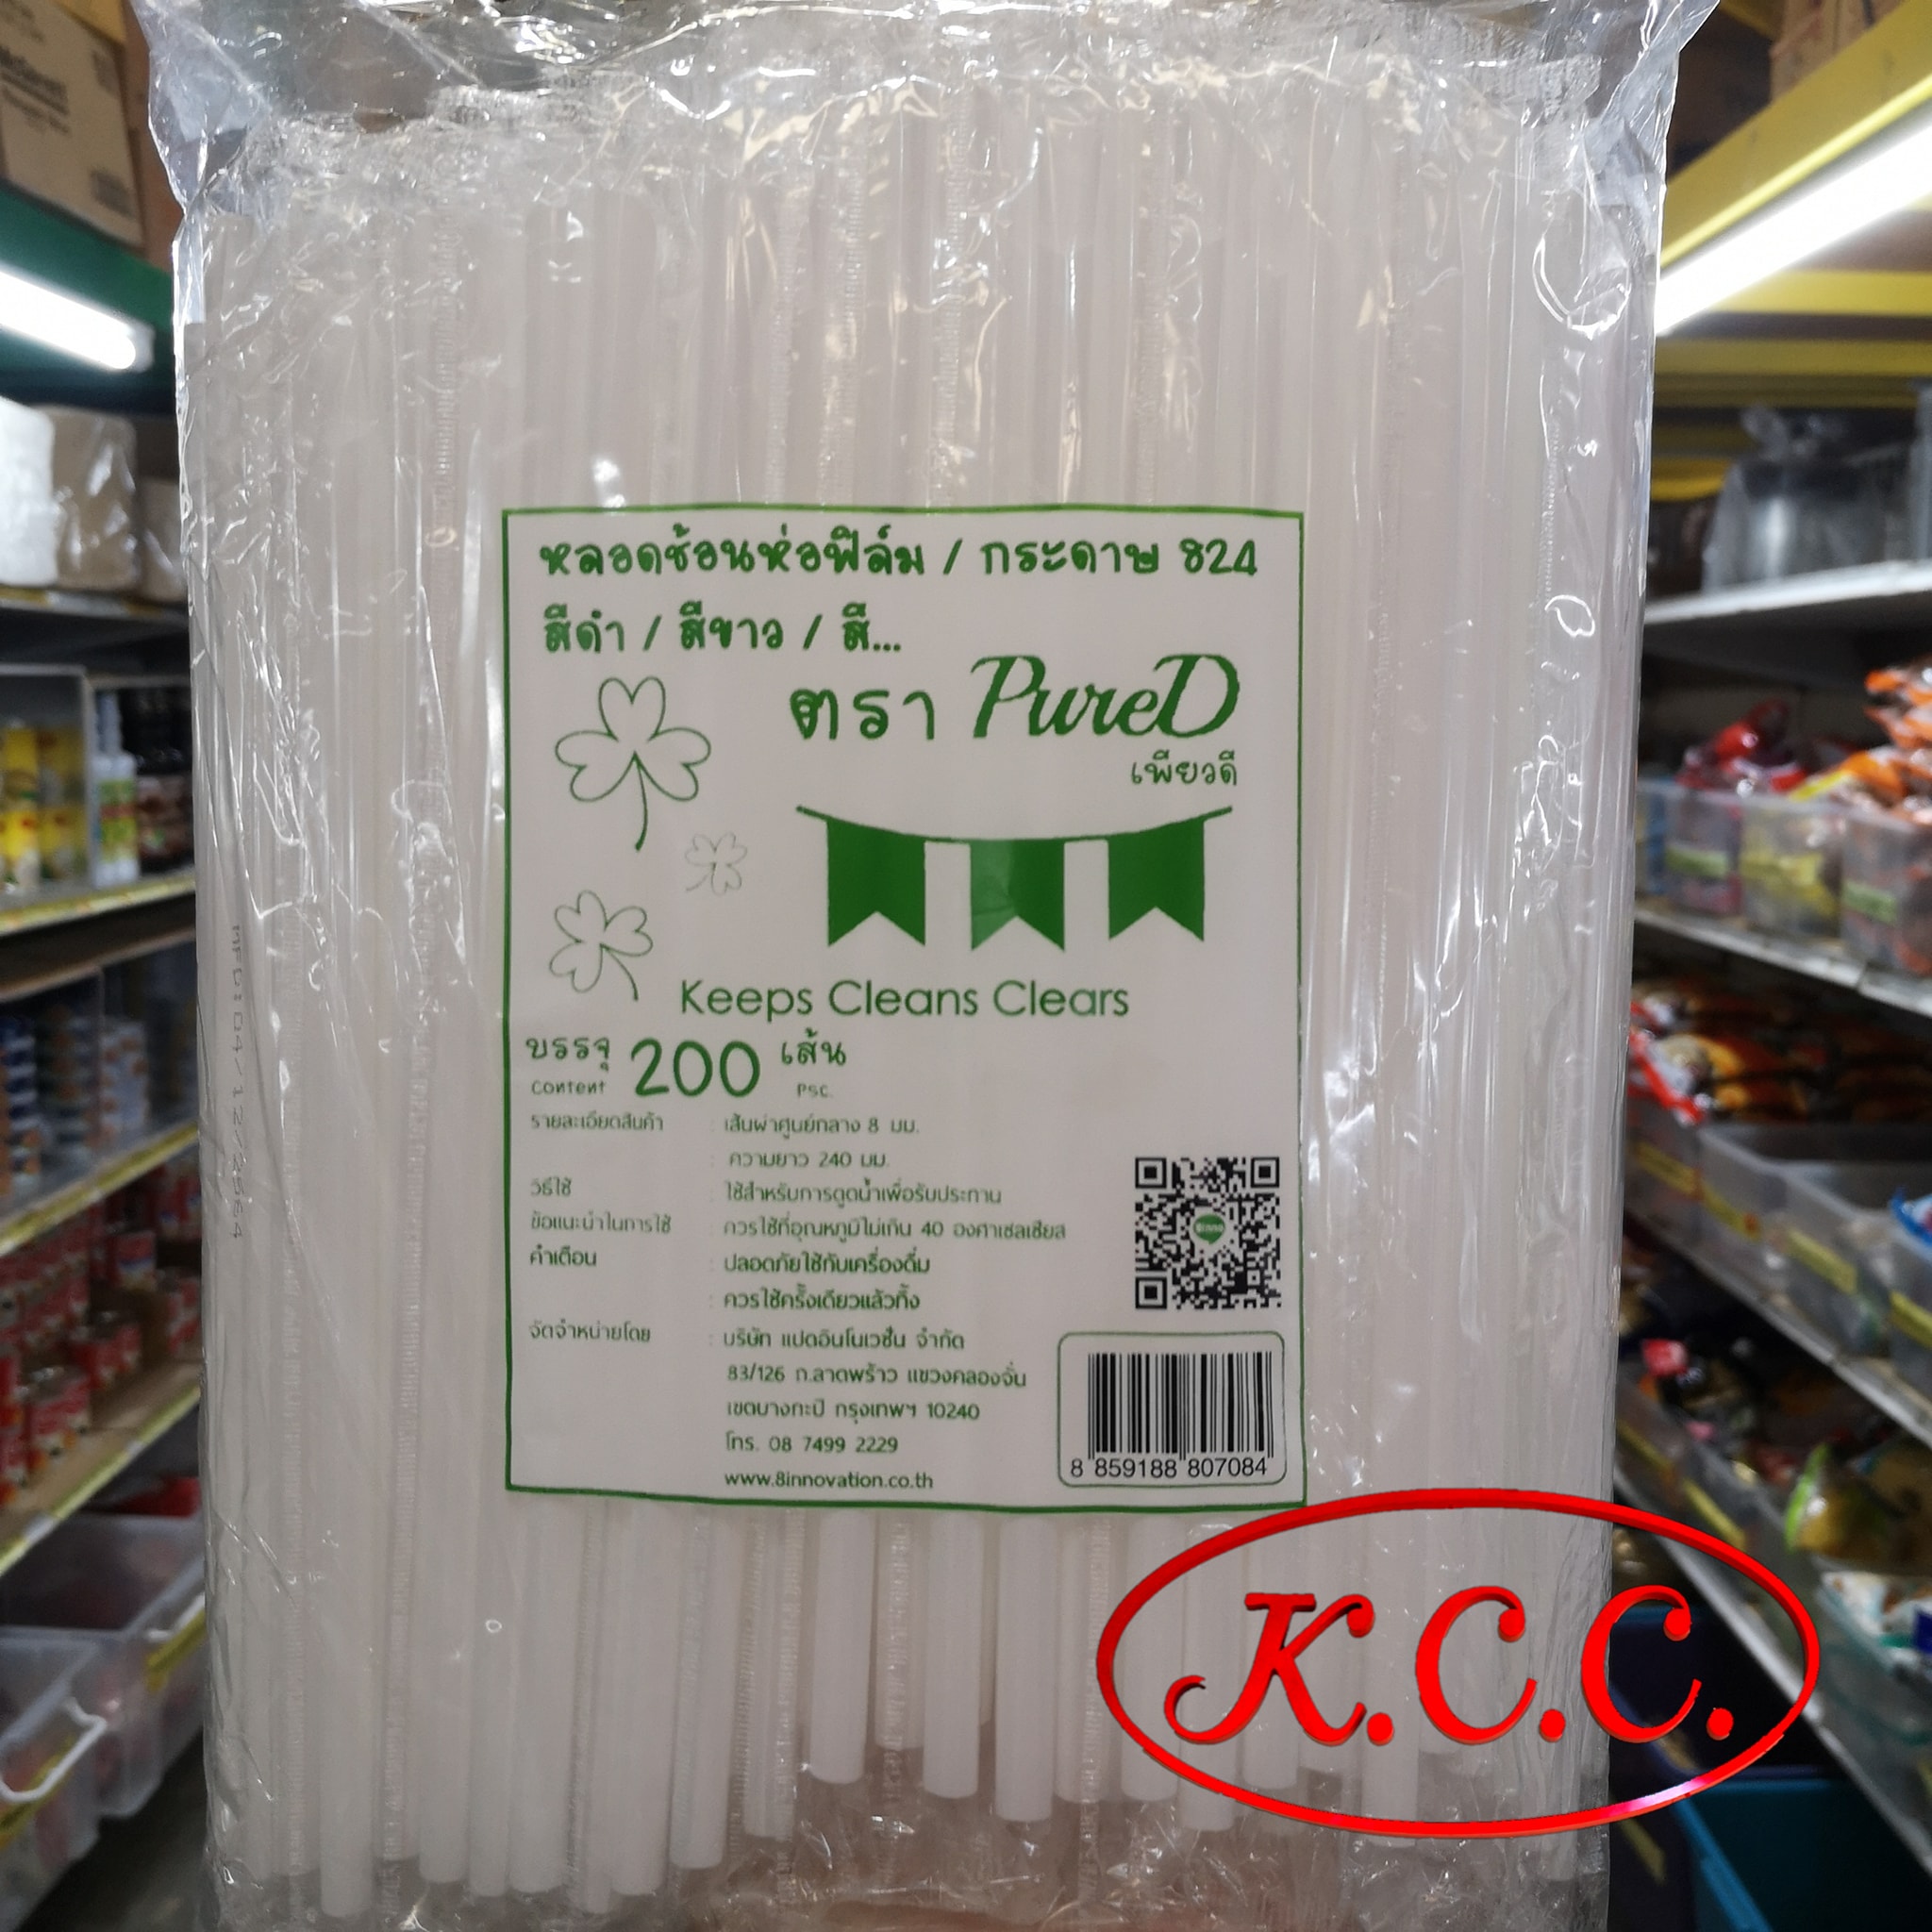 หลอดช้อนห่อฟิล์ม / กระดาษ 824
สีดำ / สีขาว / สี...
ตรา PureD
เพียวดี
Keeps Cleans Clears
บรรจุ 200 เส้น
Content PSC.
รายละเอียดสินค้า : เส้นผ่าศูนย์กลาง 8 มม.
: ความยาว 240 มม.
วิธีใช้ : ใช้สำหรับการดูดน้ำเพื่อรับประทาน
ข้อแนะนำในการใช้ : ควรใช้ที่อุณหภูมิไม่เกิน 40 องศาเซลเซียส
คำเตือน : ปลอดภัยใช้กับเครื่องดื่ม
: ควรใช้ครั้งเดียวแล้วทิ้ง
จัดจำหน่ายโดย : บริษัท แปดอินโนเวชั่น จำกัด
83/126 ถ.ลาดพร้าว แขวงคลองจั่น
เขตบางกะปิ กรุงเทพฯ 10240
โทร. 08 7499 2229
www.8innovation.co.th
8 859188 807084
MFD:04/12/2564
K.C.C.